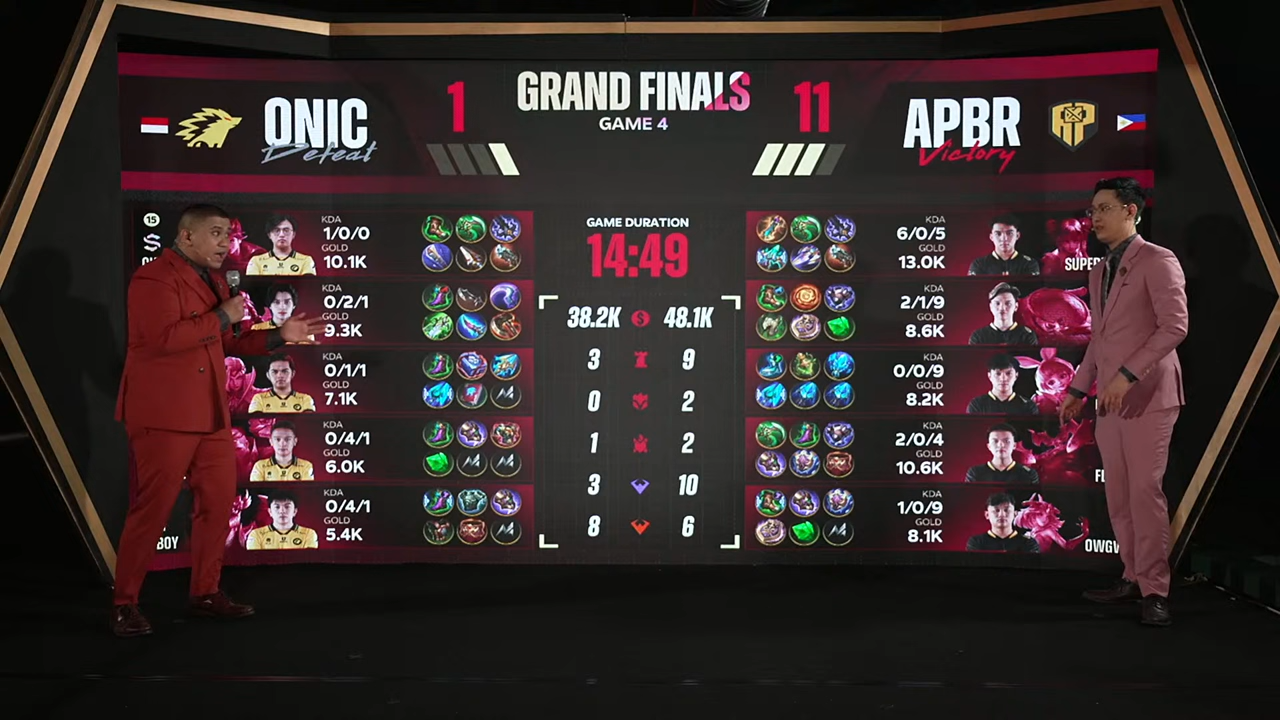 GRAND FINALS
GAME 4
ONIC
Defeat
1
11
APBR
Victory
GAME DURATION
14:49
38.2K 48.1K
3 9
0 2
1 2
3 10
8 6
15
KDA
1/0/0
GOLD
10.1K
KDA
0/2/1
GOLD
9.3K
KDA
0/1/1
GOLD
7.1K
KDA
0/4/1
GOLD
6.0K
KDA
0/4/1
GOLD
5.4K
BOY
KDA
6/0/5
GOLD
13.0K
KDA
2/1/9
GOLD
8.6K
KDA
0/0/9
GOLD
8.2K
KDA
2/0/4
GOLD
10.6K
KDA
1/0/9
GOLD
8.1K